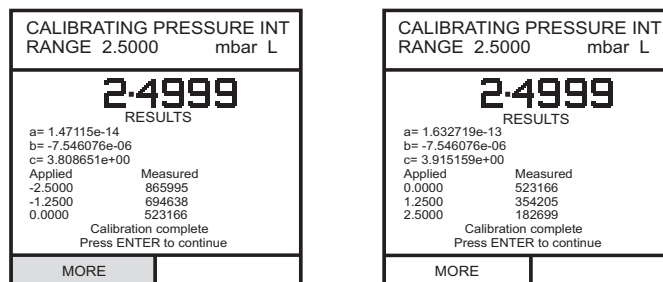 CALIBRATING PRESSURE INT
RANGE 2.5000 mbar L
2·4999
RESULTS
a= 1.47115e-14
b= -7.546076e-06
c= 3.808651e+00
Applied Measured
-2.5000 865995
-1.2500 694638
0.0000 523166
Calibration complete
Press ENTER to continue
MORE
CALIBRATING PRESSURE INT
RANGE 2.5000 mbar L
2·4999
RESULTS
a= 1.632719e-13
b= -7.546076e-06
c= 3.915159e+00
Applied Measured
0.0000 523166
1.2500 354205
2.5000 182699
Calibration complete
Press ENTER to continue
MORE